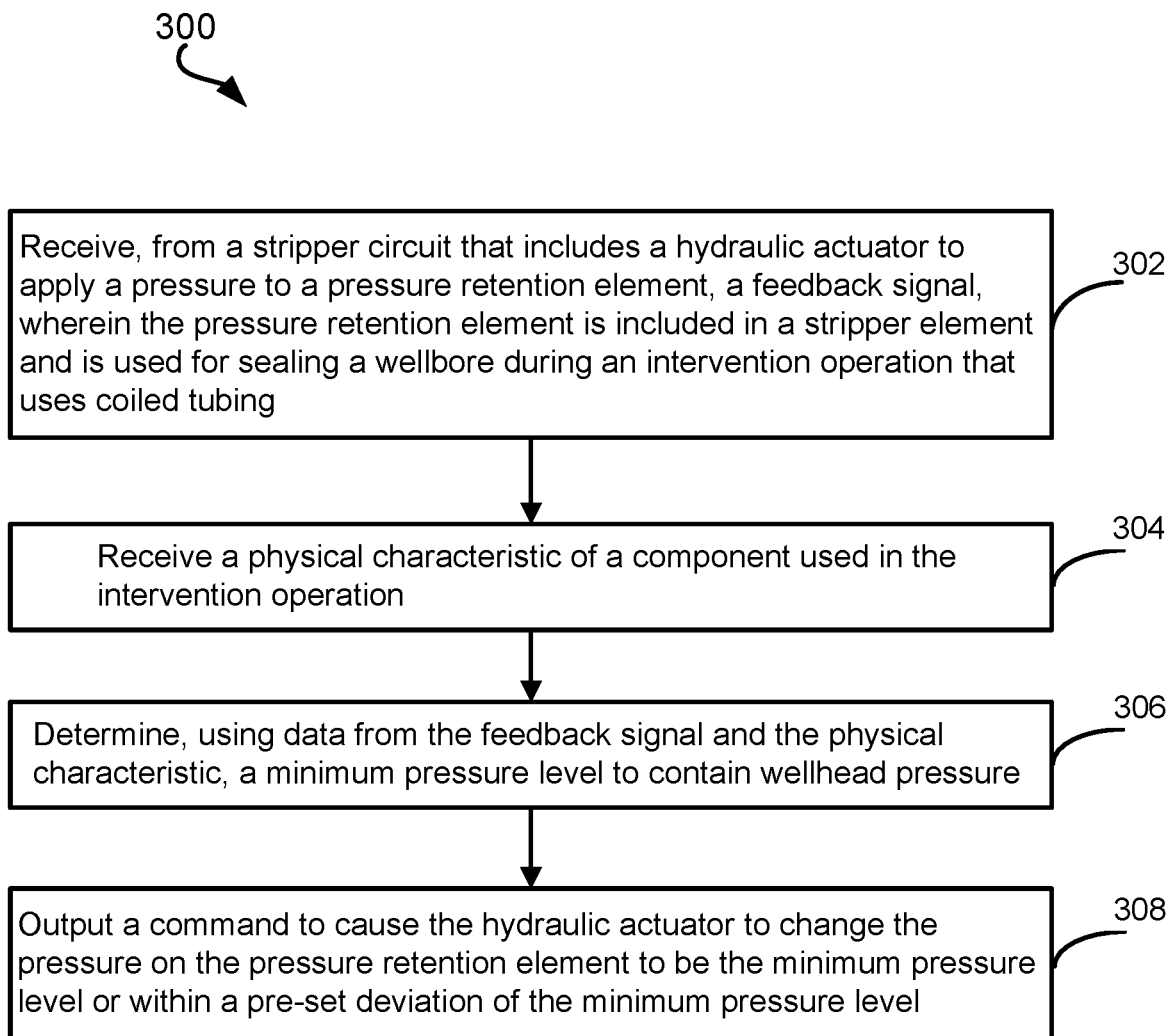 300
Receive, from a stripper circuit that includes a hydraulic actuator to
apply a pressure to a pressure retention element, a feedback signal,
wherein the pressure retention element is included in a stripper element
and is used for sealing a wellbore during an intervention operation that
uses coiled tubing
302
Receive a physical characteristic of a component used in the
intervention operation
304
Determine, using data from the feedback signal and the physical
characteristic, a minimum pressure level to contain wellhead pressure
306
Output a command to cause the hydraulic actuator to change the
pressure on the pressure retention element to be the minimum pressure
level or within a pre-set deviation of the minimum pressure level
308